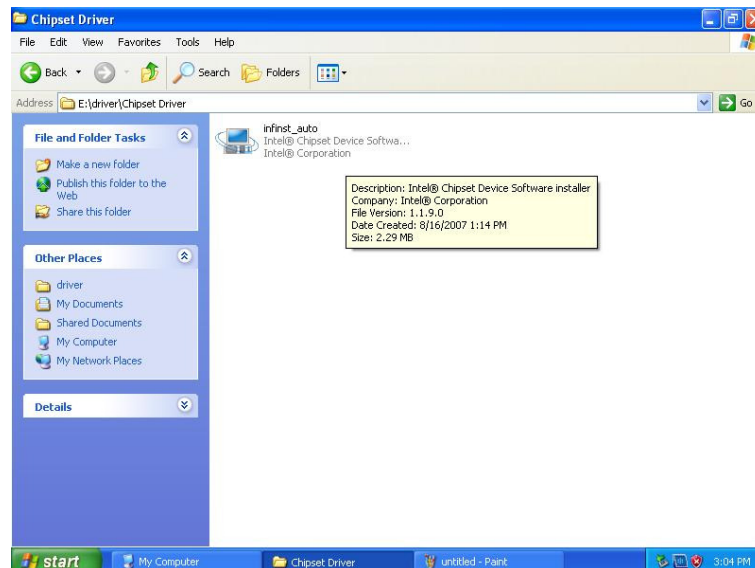 Chipset Driver
File Edit View Favorites Tools Help
Back Search Folders
Address E:\driver\Chipset Driver Go
File and Folder Tasks
Make a new folder
Publish this folder to the
Web
Share this folder
Other Places
driver
My Documents
Shared Documents
My Computer
My Network Places
Details
infinst_auto
Intel® Chipset Device Softwa...
Intel® Corporation
Description: Intel® Chipset Device Software installer
Company: Intel® Corporation
File Version: 1.1.9.0
Date Created: 8/16/2007 1:14 PM
Size: 2.29 MB
start My Computer Chipset Driver untitled - Paint 3:04 PM